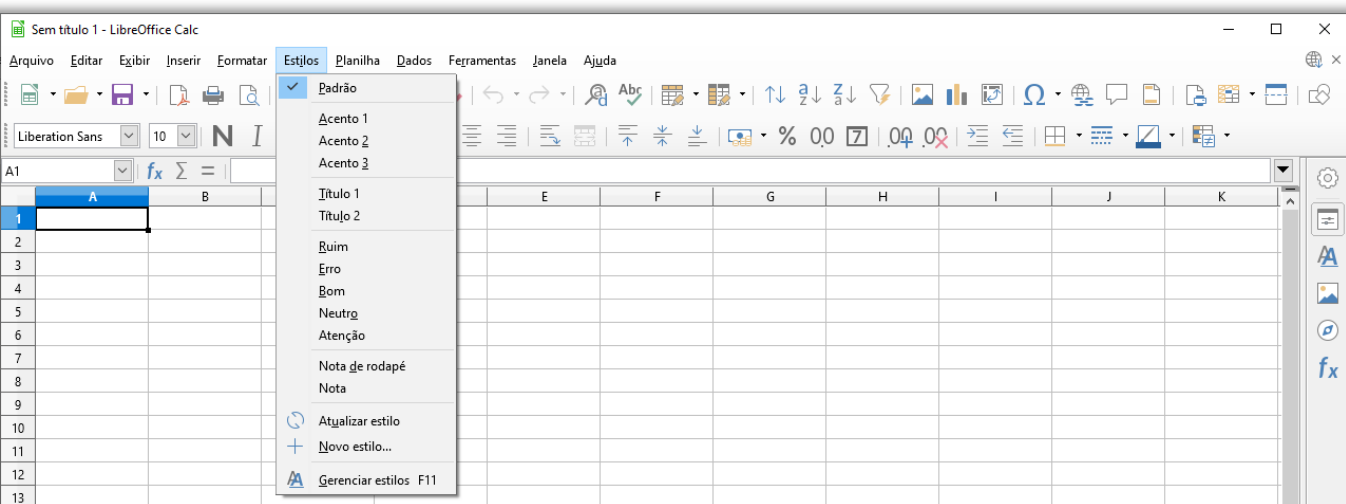 Sem título 1 - LibreOffice Calc
Arquivo Editar Exibir Inserir Formatar Estilos Planilha Dados Ferramentas Janela Ajuda
Padrão
Acento 1
Acento 2
Acento 3
Título 1
Título 2
Ruim
Erro
Bom
Neutro
Atenção
Nota de rodapé
Nota
Atualizar estilo
Novo estilo...
Gerenciar estilos F11
Abc
Liberation Sans 10 N I % 0,0 7
A1 fx Σ =
A B E F G H I J K
1
2
3
4
5
6
7
8
9
10
11
12
13